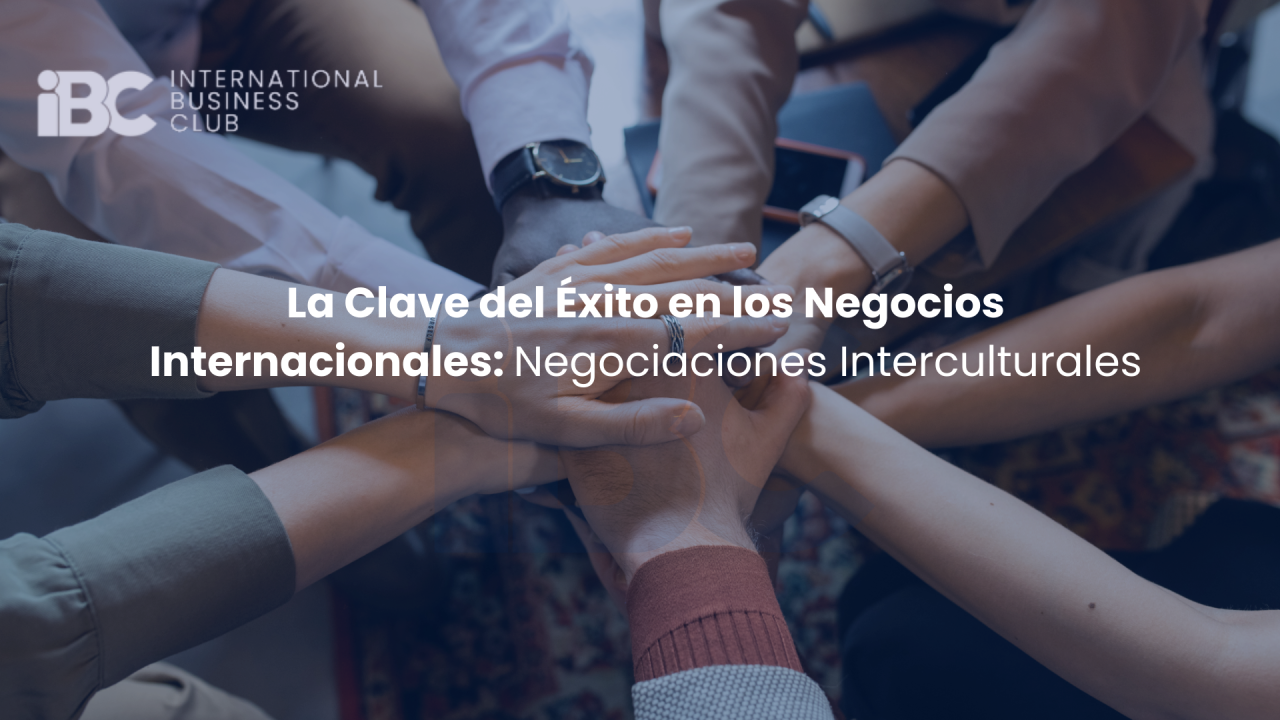 iBC INTERNATIONAL
BUSINESS
CLUB
La Clave del Éxito en los Negocios
Internacionales: Negociaciones Interculturales